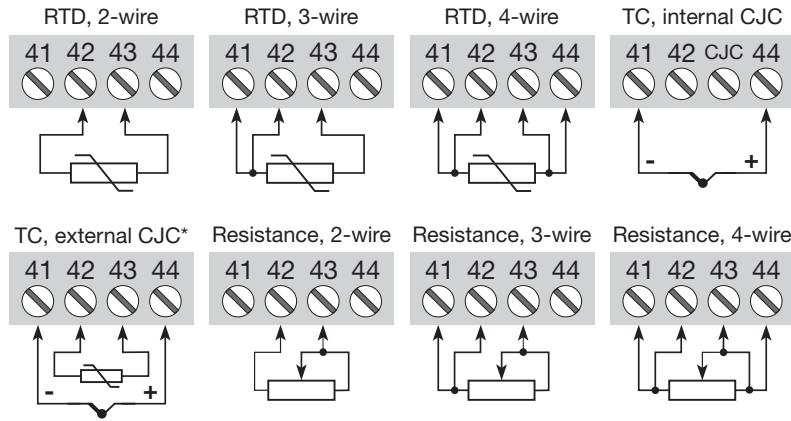 RTD, 2-wire RTD, 3-wire RTD, 4-wire TC, internal CJC
41 42 43 44 41 42 43 44 41 42 43 44 41 42 CJC 44
- +
TC, external CJC* Resistance, 2-wire Resistance, 3-wire Resistance, 4-wire
41 42 43 44 41 42 43 44 41 42 43 44 41 42 43 44
- +